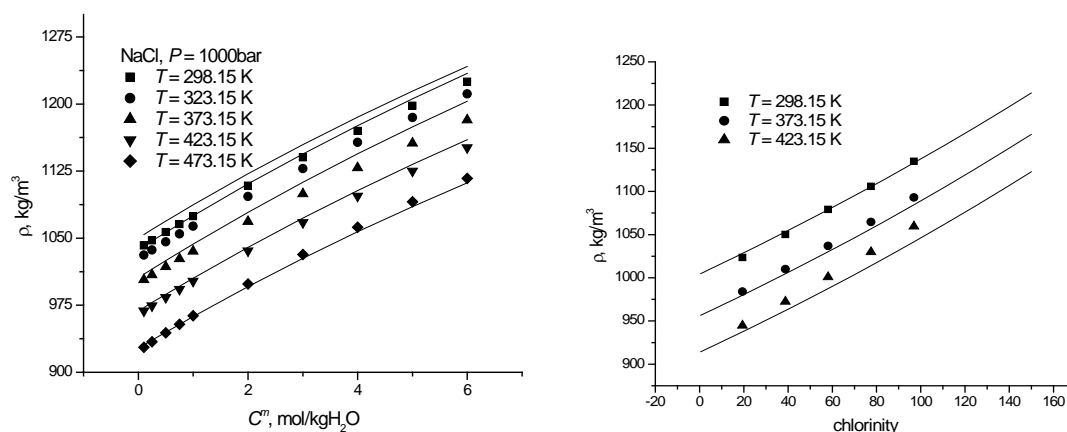 1275
1200
1125
1050
975
900
ρ, kg/m³
NaCl, P = 1000bar
T = 298.15 K
T = 323.15 K
T = 373.15 K
T = 423.15 K
T = 473.15 K
0 2 4 6
Cᵐ, mol/kgH₂O
1250
1200
1150
1100
1050
1000
950
900
ρ, kg/m³
T = 298.15 K
T = 373.15 K
T = 423.15 K
-20 0 20 40 60 80 100 120 140 160
chlorinity